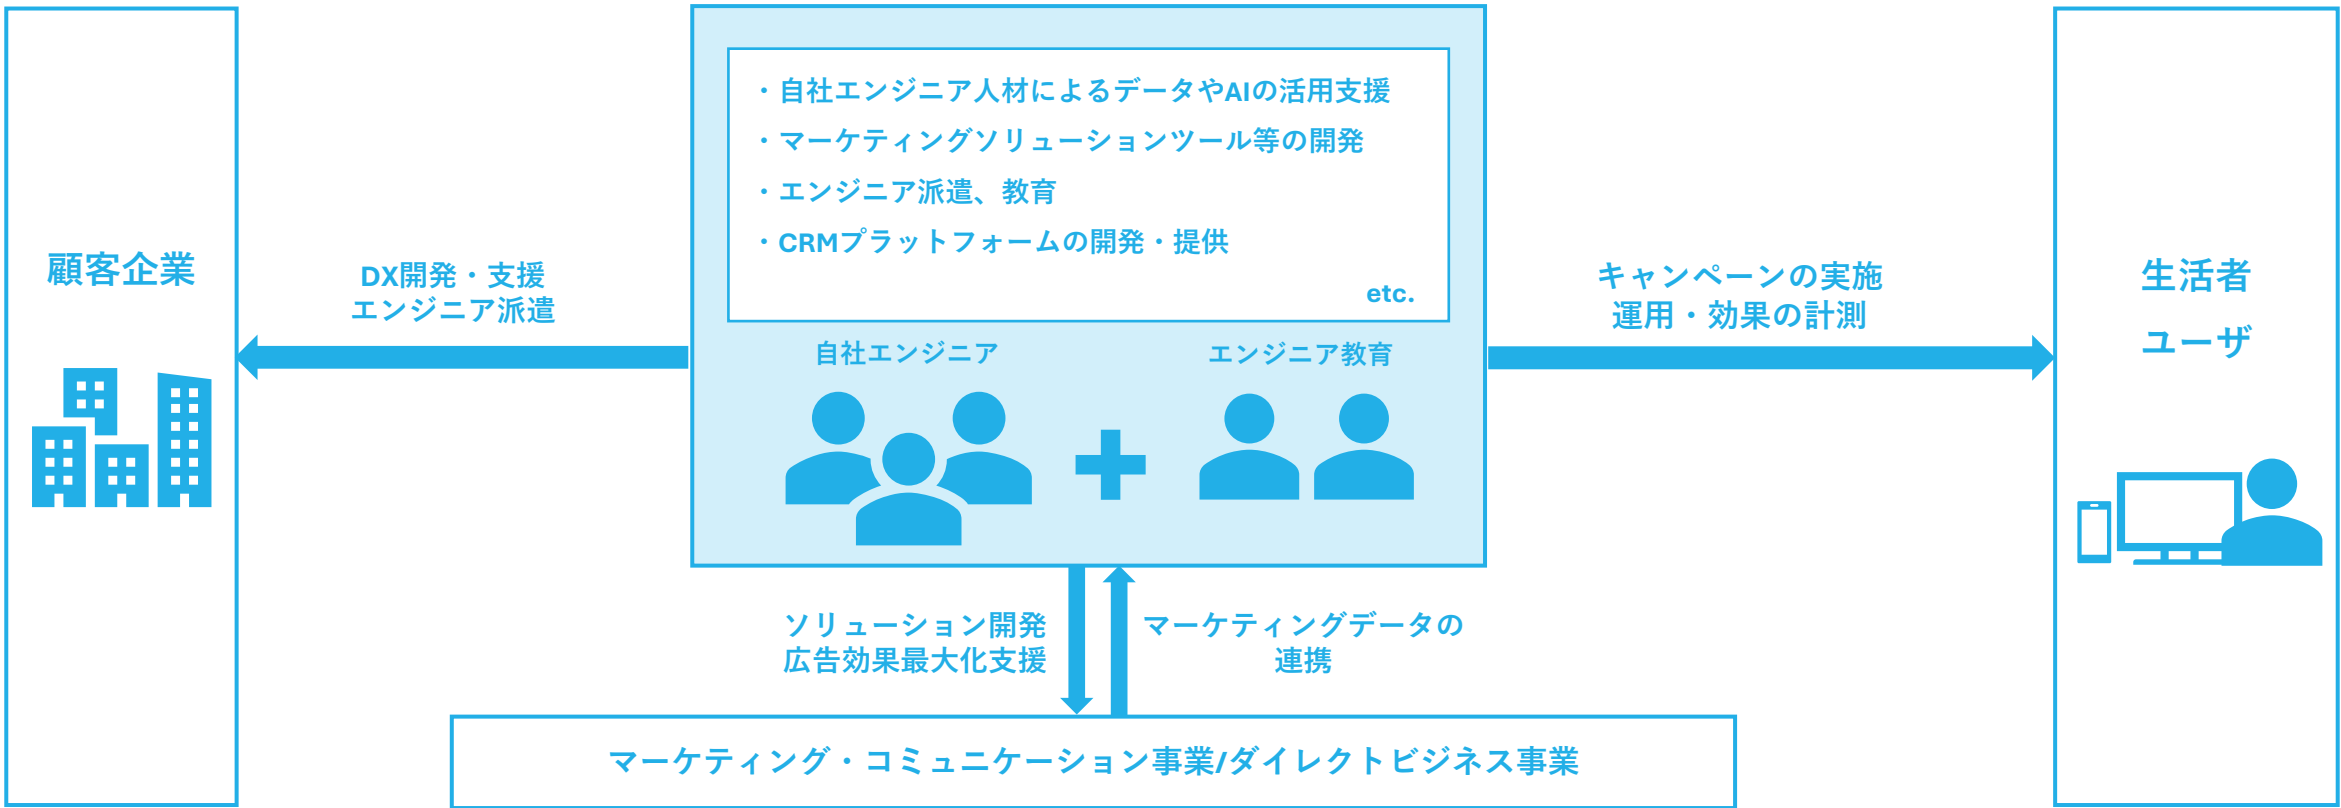 顧客企業
DX開発・支援
エンジニア派遣
・自社エンジニア人材によるデータやAIの活用支援
・マーケティングソリューションツール等の開発
・エンジニア派遣、教育
・CRMプラットフォームの開発・提供
etc.
自社エンジニア
エンジニア教育
キャンペーンの実施
運用・効果の計測
生活者
ユーザ
ソリューション開発
広告効果最大化支援
マーケティングデータの
連携
マーケティング・コミュニケーション事業/ダイレクトビジネス事業